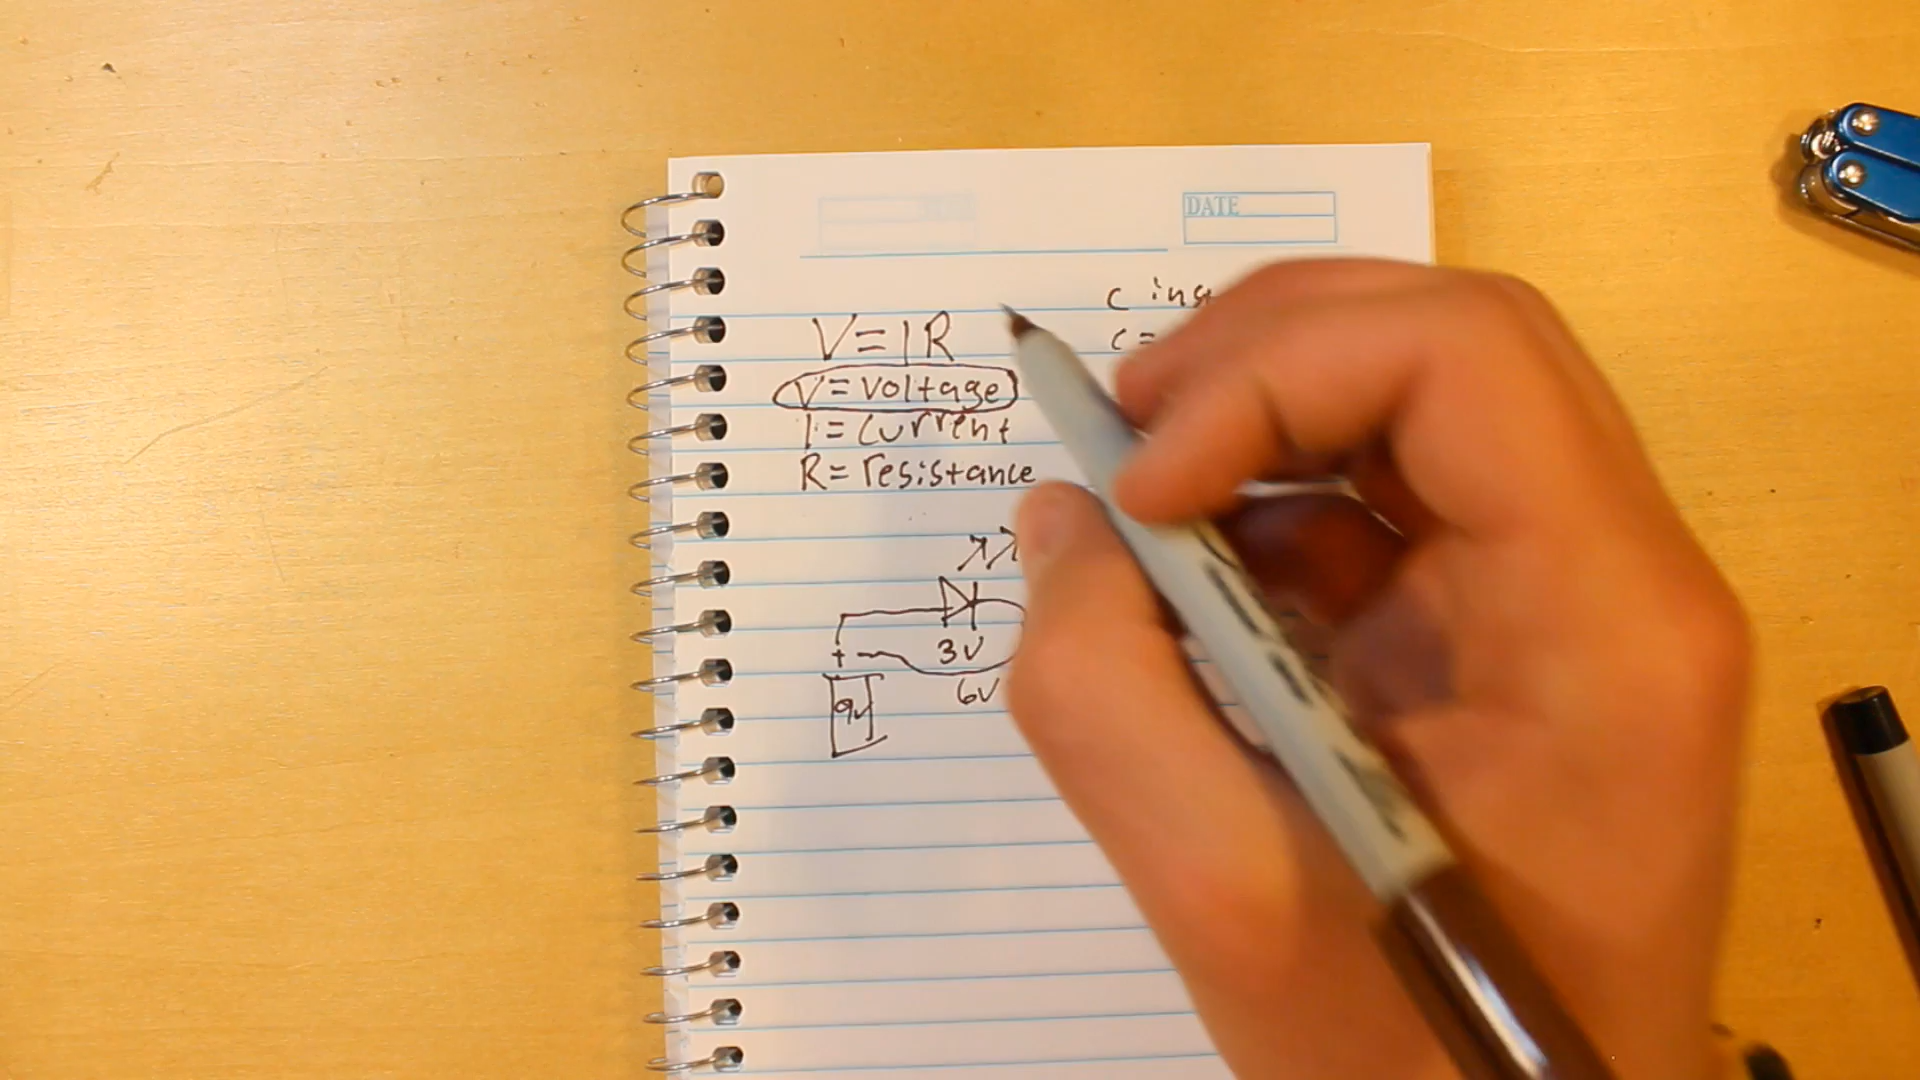 DATE
c
V=IR
c =
V=voltage
I=current
R=resistance
3V
+ -
6V
9V